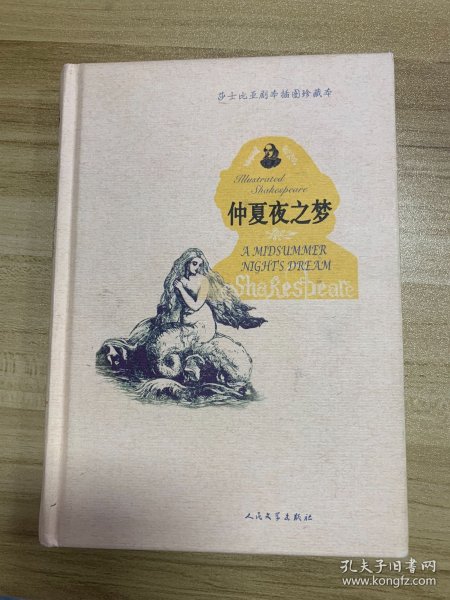 莎士比亚剧本插图珍藏本
Illustrated
Shakespeare
仲夏夜之梦
A MIDSUMMER
NIGHT'S DREAM
Shakespeare
人民文学出版社
孔夫子旧书网
www.kongfz.com